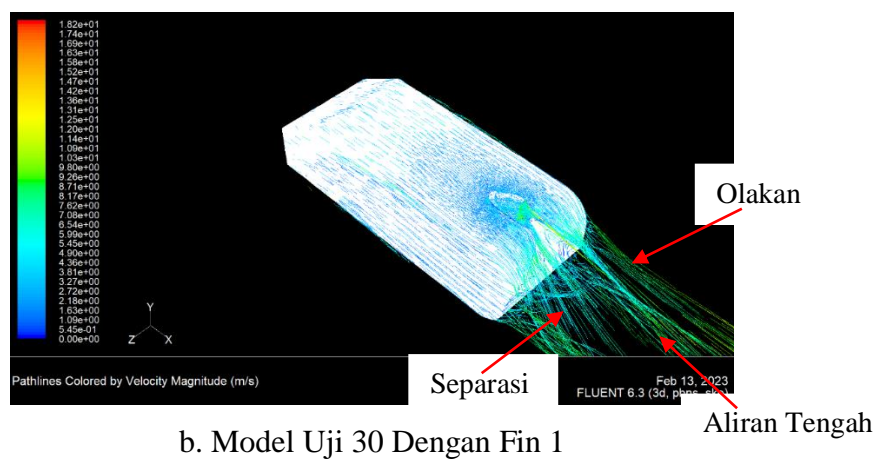 1.82e+01
1.74e+01
1.69e+01
1.63e+01
1.58e+01
1.52e+01
1.47e+01
1.42e+01
1.36e+01
1.31e+01
1.25e+01
1.20e+01
1.14e+01
1.09e+01
1.03e+01
9.80e+00
9.26e+00
8.71e+00
8.17e+00
7.62e+00
7.08e+00
6.54e+00
5.99e+00
5.45e+00
4.90e+00
4.36e+00
3.81e+00
3.27e+00
2.72e+00
2.18e+00
1.63e+00
1.09e+00
5.45e-01
0.00e+00
Y
Z X
Olakan
Separasi
Aliran Tengah
Pathlines Colored by Velocity Magnitude (m/s)
Feb 13, 2023
FLUENT 6.3 (3d, pbns, ske)
b. Model Uji 30 Dengan Fin 1